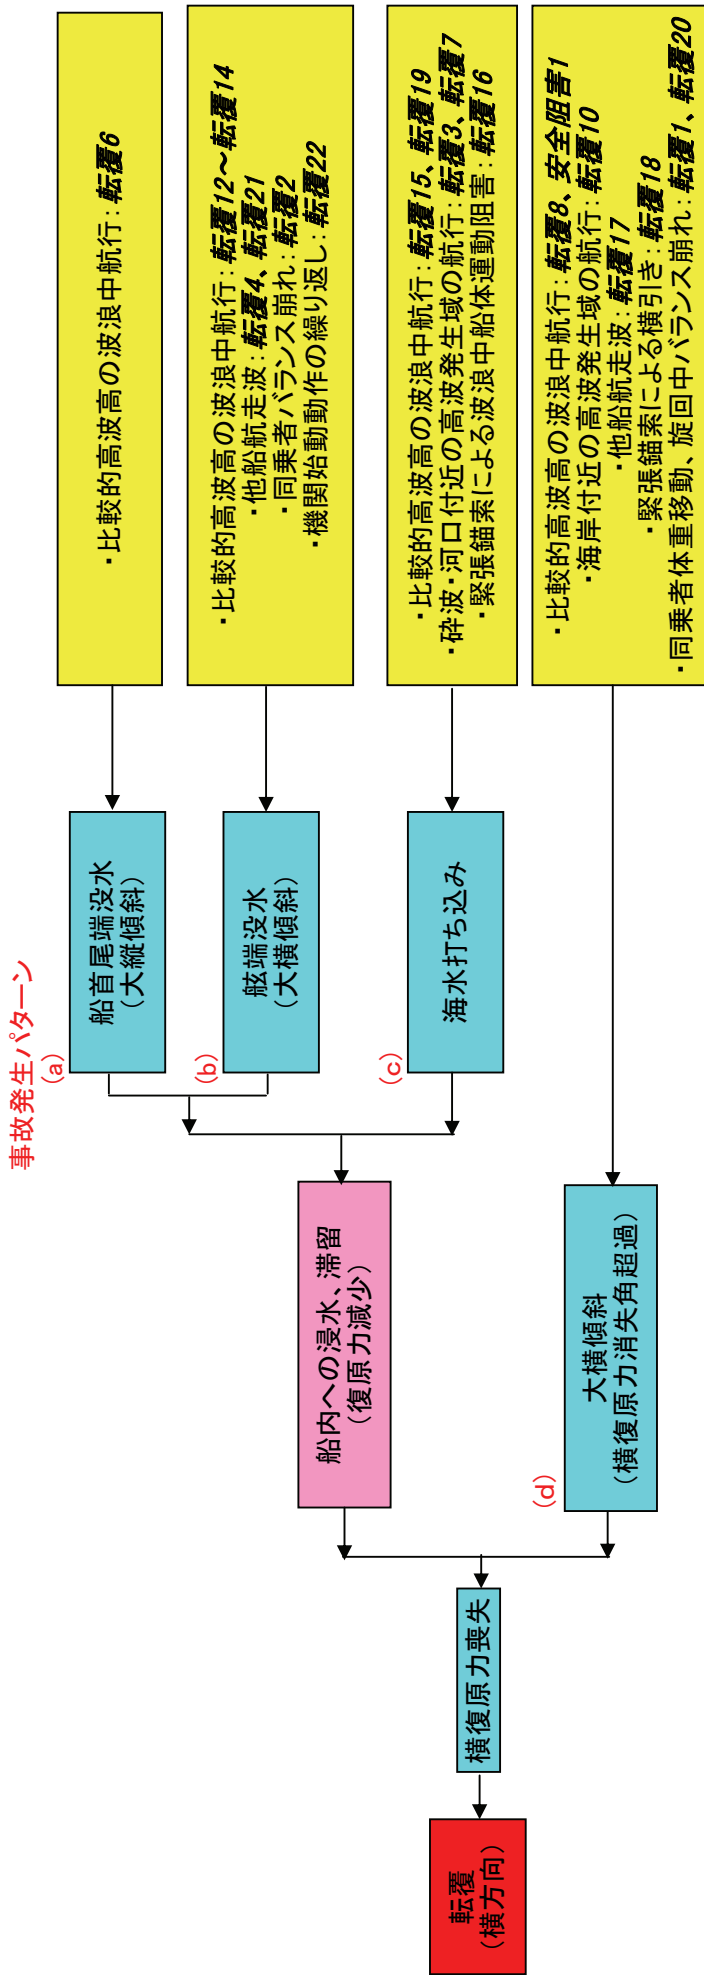 事故発生パターン
転覆
(横方向)
横復原力喪失
船内への浸水、滞留
(復原力減少)
(d)
大横傾斜
(横復原力消失角超過)
(a)
船首尾端没水
(大縦傾斜)
(b)
舷端没水
(大横傾斜)
(c)
海水打ち込み
・比較的高波高の波浪中航行:転覆6
・比較的高波高の波浪中航行:転覆12～転覆14
・他船航走波:転覆4、転覆21
・同乗者バランス崩れ:転覆2
・機関始動動作の繰り返し:転覆22
・比較的高波高の波浪中航行:転覆15、転覆19
・砕波・河口付近の高波発生域の航行:転覆3、転覆7
・緊張錨索による波浪中船体運動阻害:転覆16
・比較的高波高の波浪中航行:転覆8、安全阻害1
・海岸付近の高波発生域の航行:転覆10
・他船航走波:転覆17
・緊張錨索による横引き:転覆18
・同乗者体重移動、旋回中バランス崩れ:転覆1、転覆20